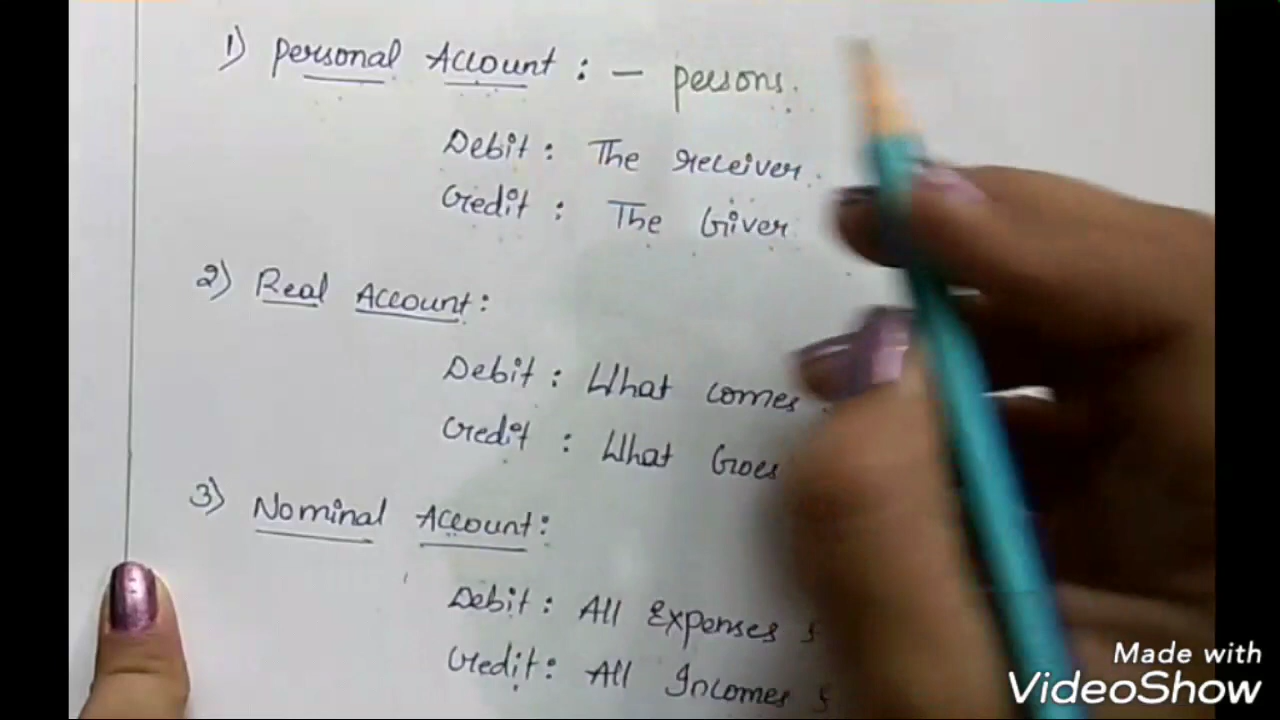 1) Personal Account : — persons.
Debit : The receiver.
Credit : The Giver
2) Real Account :
Debit : What comes
Credit : What Goes
3) Nominal Account :
Debit : All Expenses &
Credit : All Incomes &
Made with
VideoShow